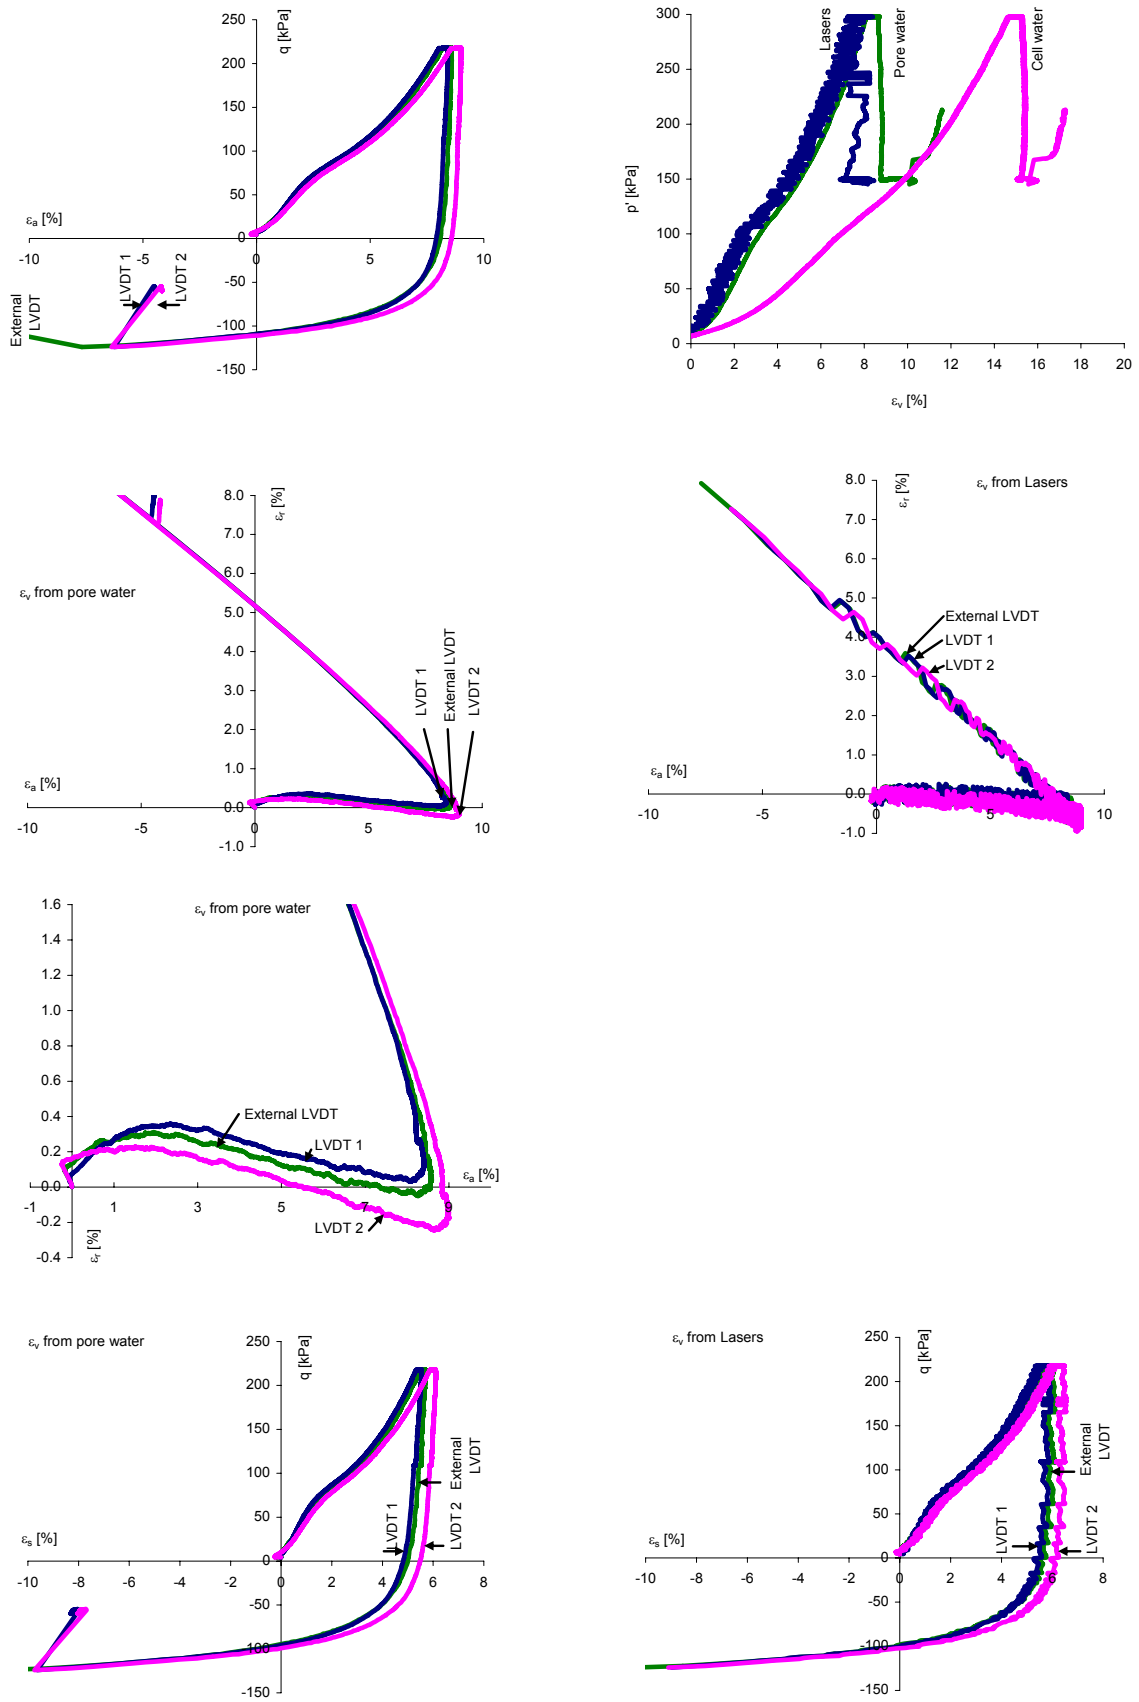 q [kPa]
250
200
150
100
50
0
-50
-100
-150
εa [%]
-10
-5
0
5
10
External
LVDT
LVDT 1
LVDT 2
p' [kPa]
300
250
200
150
100
50
0
0
2
4
6
8
10
12
14
16
18
20
εv [%]
Lasers
Pore water
Cell water
εv from pore water
εr [%]
8.0
7.0
6.0
5.0
4.0
3.0
2.0
1.0
0.0
-1.0
εa [%]
-10
-5
0
5
10
LVDT 1
External LVDT
LVDT 2
εv from Lasers
εr [%]
8.0
7.0
6.0
5.0
4.0
3.0
2.0
1.0
0.0
-1.0
εa [%]
-10
-5
0
5
10
External LVDT
LVDT 1
LVDT 2
εv from pore water
1.6
1.4
1.2
1.0
0.8
0.6
0.4
0.2
0.0
-0.2
-0.4
-1
1
3
5
7
9
εa [%]
εr [%]
External LVDT
LVDT 1
LVDT 2
εv from pore water
q [kPa]
250
200
150
100
50
0
-50
-100
-150
εs [%]
-10
-8
-6
-4
-2
0
2
4
6
8
LVDT 1
External
LVDT
LVDT 2
εv from Lasers
q [kPa]
250
200
150
100
50
0
-50
-100
-150
εs [%]
-10
-8
-6
-4
-2
0
2
4
6
8
LVDT 1
External
LVDT
LVDT 2